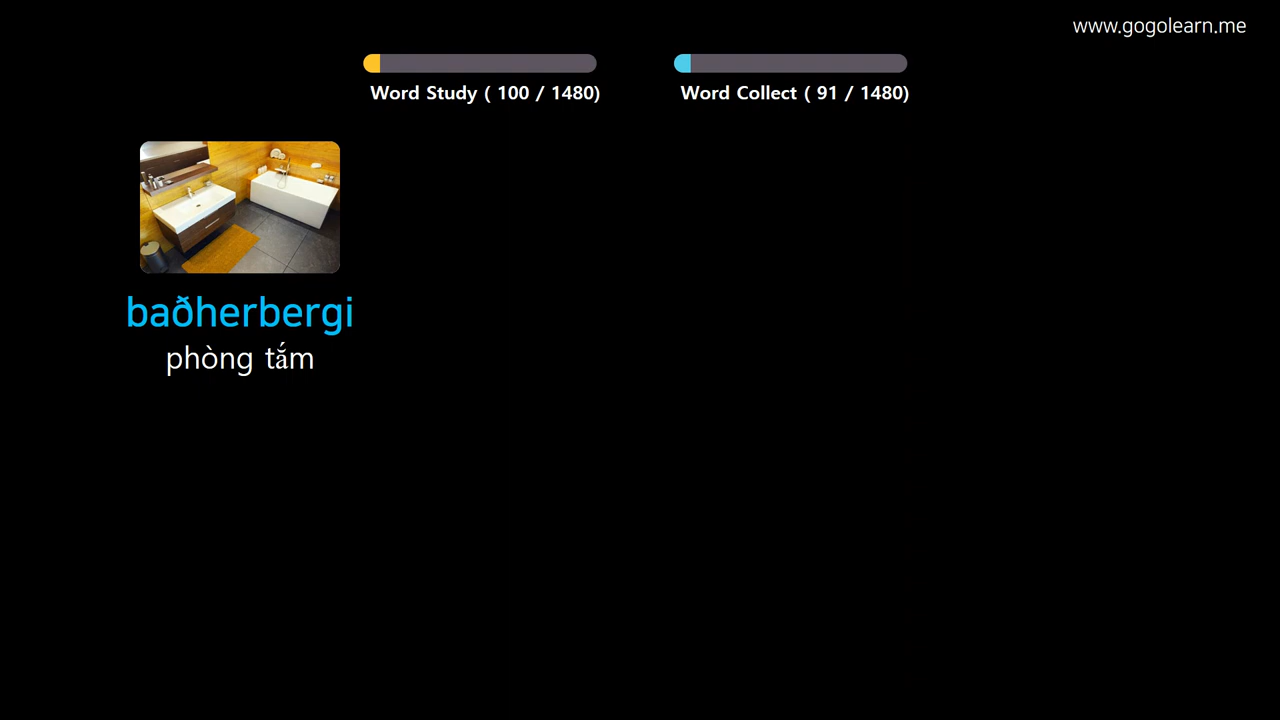 www.gogolearn.me
Word Study ( 100 / 1480)
Word Collect ( 91 / 1480)
baðherbergi
phòng tắm